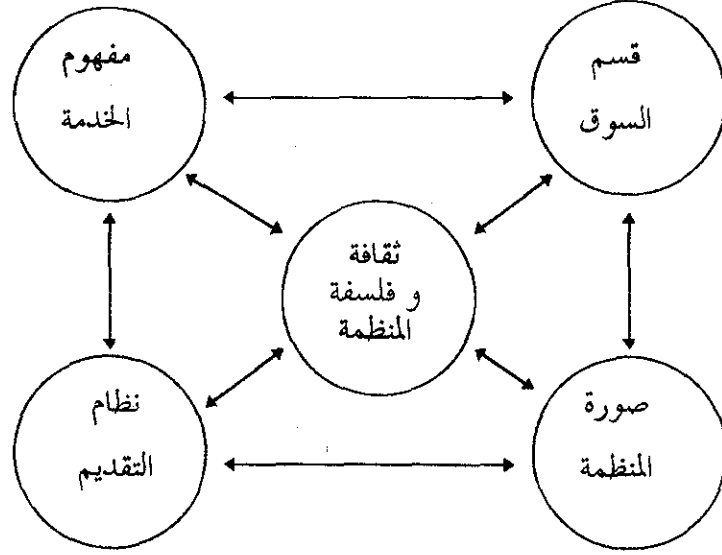 قسم
السوق
مفهوم
الخدمة
ثقافة
و فلسفة
المنظمة
صورة
المنظمة
نظام
التقديم